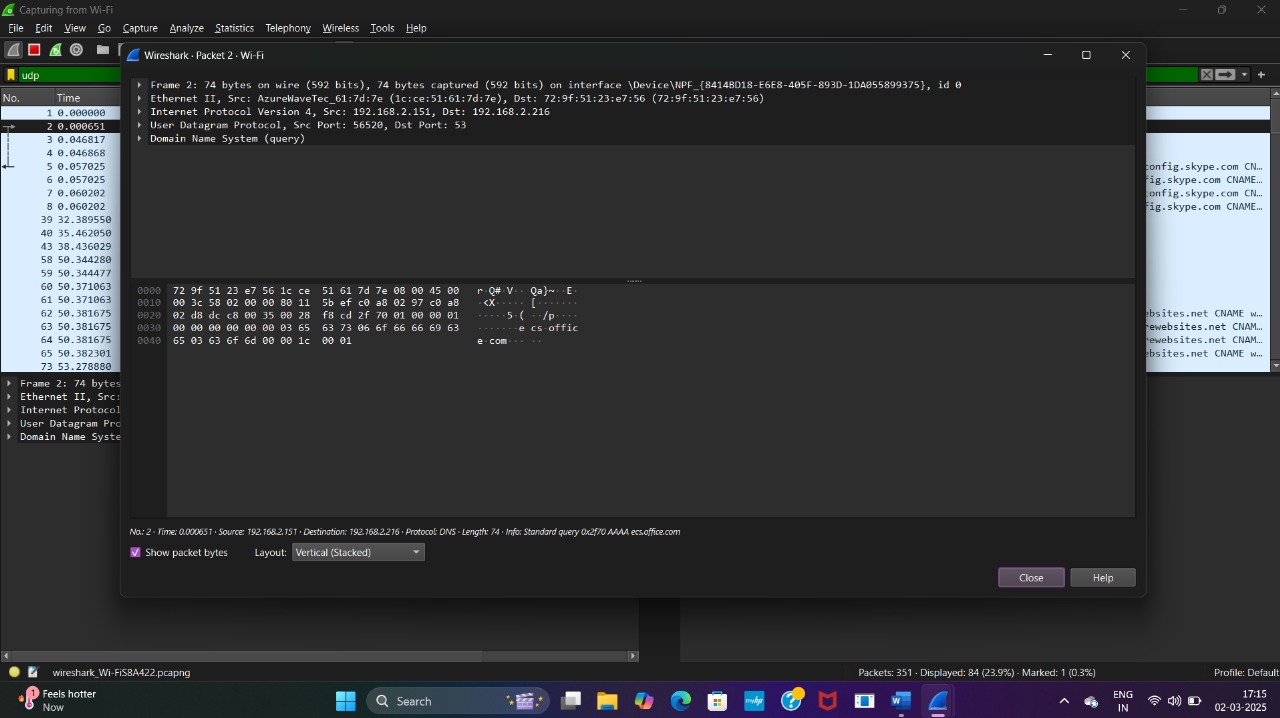 Capturing from Wi-Fi
File Edit View Go Capture Analyze Statistics Telephony Wireless Tools Help
Wireshark · Packet 2 · Wi-Fi
udp
No. Time
1 0.000000
2 0.000651
3 0.046817
4 0.046868
5 0.057025
6 0.057025
7 0.060202
8 0.060202
39 32.389550
40 35.462050
43 38.436029
58 50.344280
59 50.344477
60 50.371063
61 50.371063
62 50.381675
63 50.381675
64 50.381675
65 50.382301
73 53.278880
Frame 2: 74 bytes
Ethernet II, Src:
Internet Protocol
User Datagram Pro
Domain Name Syste
Frame 2: 74 bytes on wire (592 bits), 74 bytes captured (592 bits) on interface \Device\NPF_{8414BD18-F6F8-405F-893D-1DA055899375}, id 0
Ethernet II, Src: AzureWaveTec_61:7d:7e (1c:ce:51:61:7d:7e), Dst: 72:9f:51:23:e7:56 (72:9f:51:23:e7:56)
Internet Protocol Version 4, Src: 192.168.2.151, Dst: 192.168.2.216
User Datagram Protocol, Src Port: 56520, Dst Port: 53
Domain Name System (query)
0000 72 9f 51 23 e7 56 1c ce 51 61 7d 7e 08 00 45 00 r·Q#·V·· Qa}~··E·
0010 00 3c 58 02 00 00 80 11 5b ef c0 a8 02 97 c0 a8 ·<X····· [·······
0020 02 d8 dc c8 00 35 00 28 f8 cd 2f 70 01 00 00 01 ·····5·( ··/p····
0030 00 00 00 00 00 00 03 65 63 73 06 6f 66 66 69 63 ·······e cs·offic
0040 65 03 63 6f 6d 00 00 1c 00 01 e·com··· ··
No.: 2 · Time: 0.000651 · Source: 192.168.2.151 · Destination: 192.168.2.216 · Protocol: DNS · Length: 74 · Info: Standard query 0x2f70 AAAA ecs.office.com
Show packet bytes Layout: Vertical (Stacked)
Close Help
config.skype.com CN…
fig.skype.com CNAME…
config.skype.com CN…
fig.skype.com CNAME…
ebsites.net CNAME w…
rewebsites.net CNAM…
rewebsites.net CNAM…
ebsites.net CNAME w…
wireshark_Wi-FiS8A422.pcapng Packets: 351 · Displayed: 84 (23.9%) · Marked: 1 (0.3%) Profile: Default
1 Feels hotter
Now
Search
myhp
ENG
IN
17:15
02-03-2025